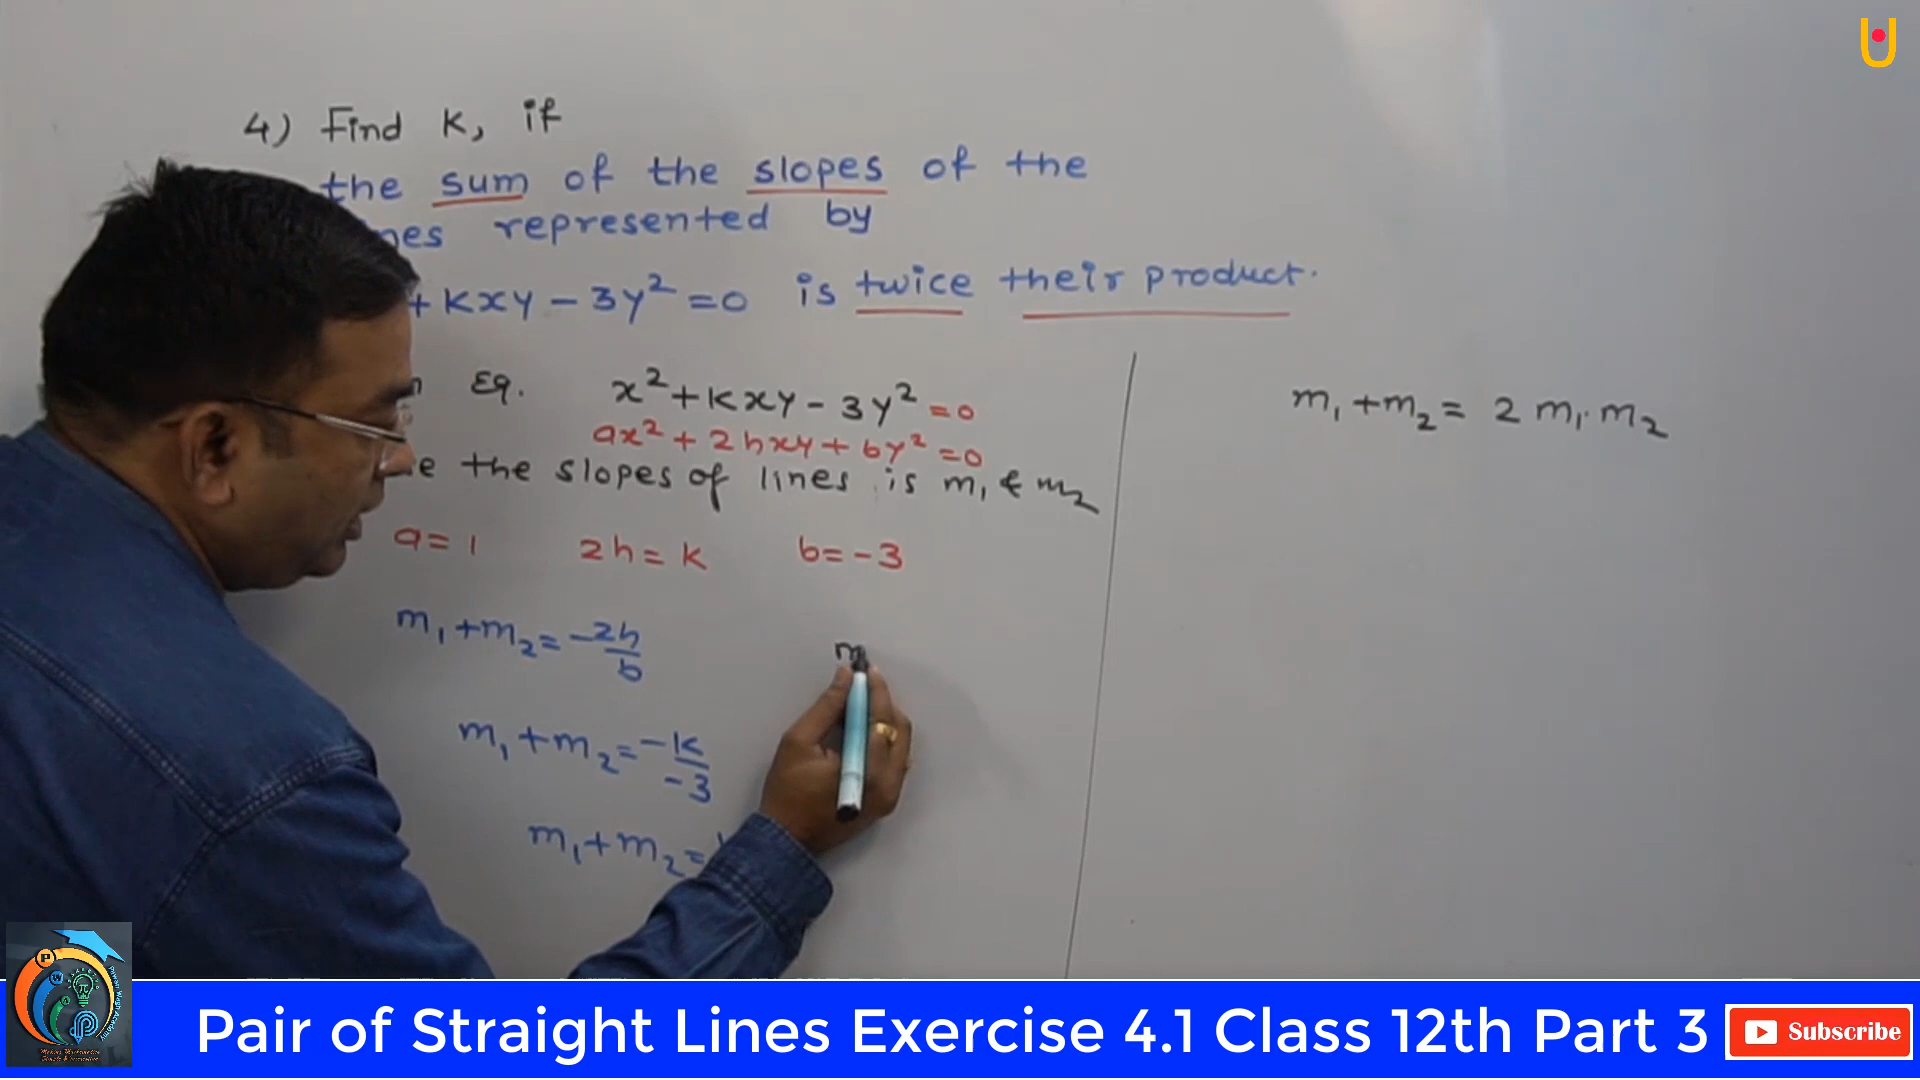 4) Find K, if
the sum of the slopes of the
represented by
+ Kxy - 3y² = 0 is twice their product.
Eq. x² + Kxy - 3y² = 0
ax² + 2hxy + by² = 0
the slopes of lines is m₁ & m₂
a = 1 2h = K b = -3
m₁ + m₂ = -2h/b
m
m₁ + m₂ = -K/-3
m₁ + m₂ =
m₁ + m₂ = 2 m₁. m₂
Pair of Straight Lines Exercise 4.1 Class 12th Part 3
Subscribe